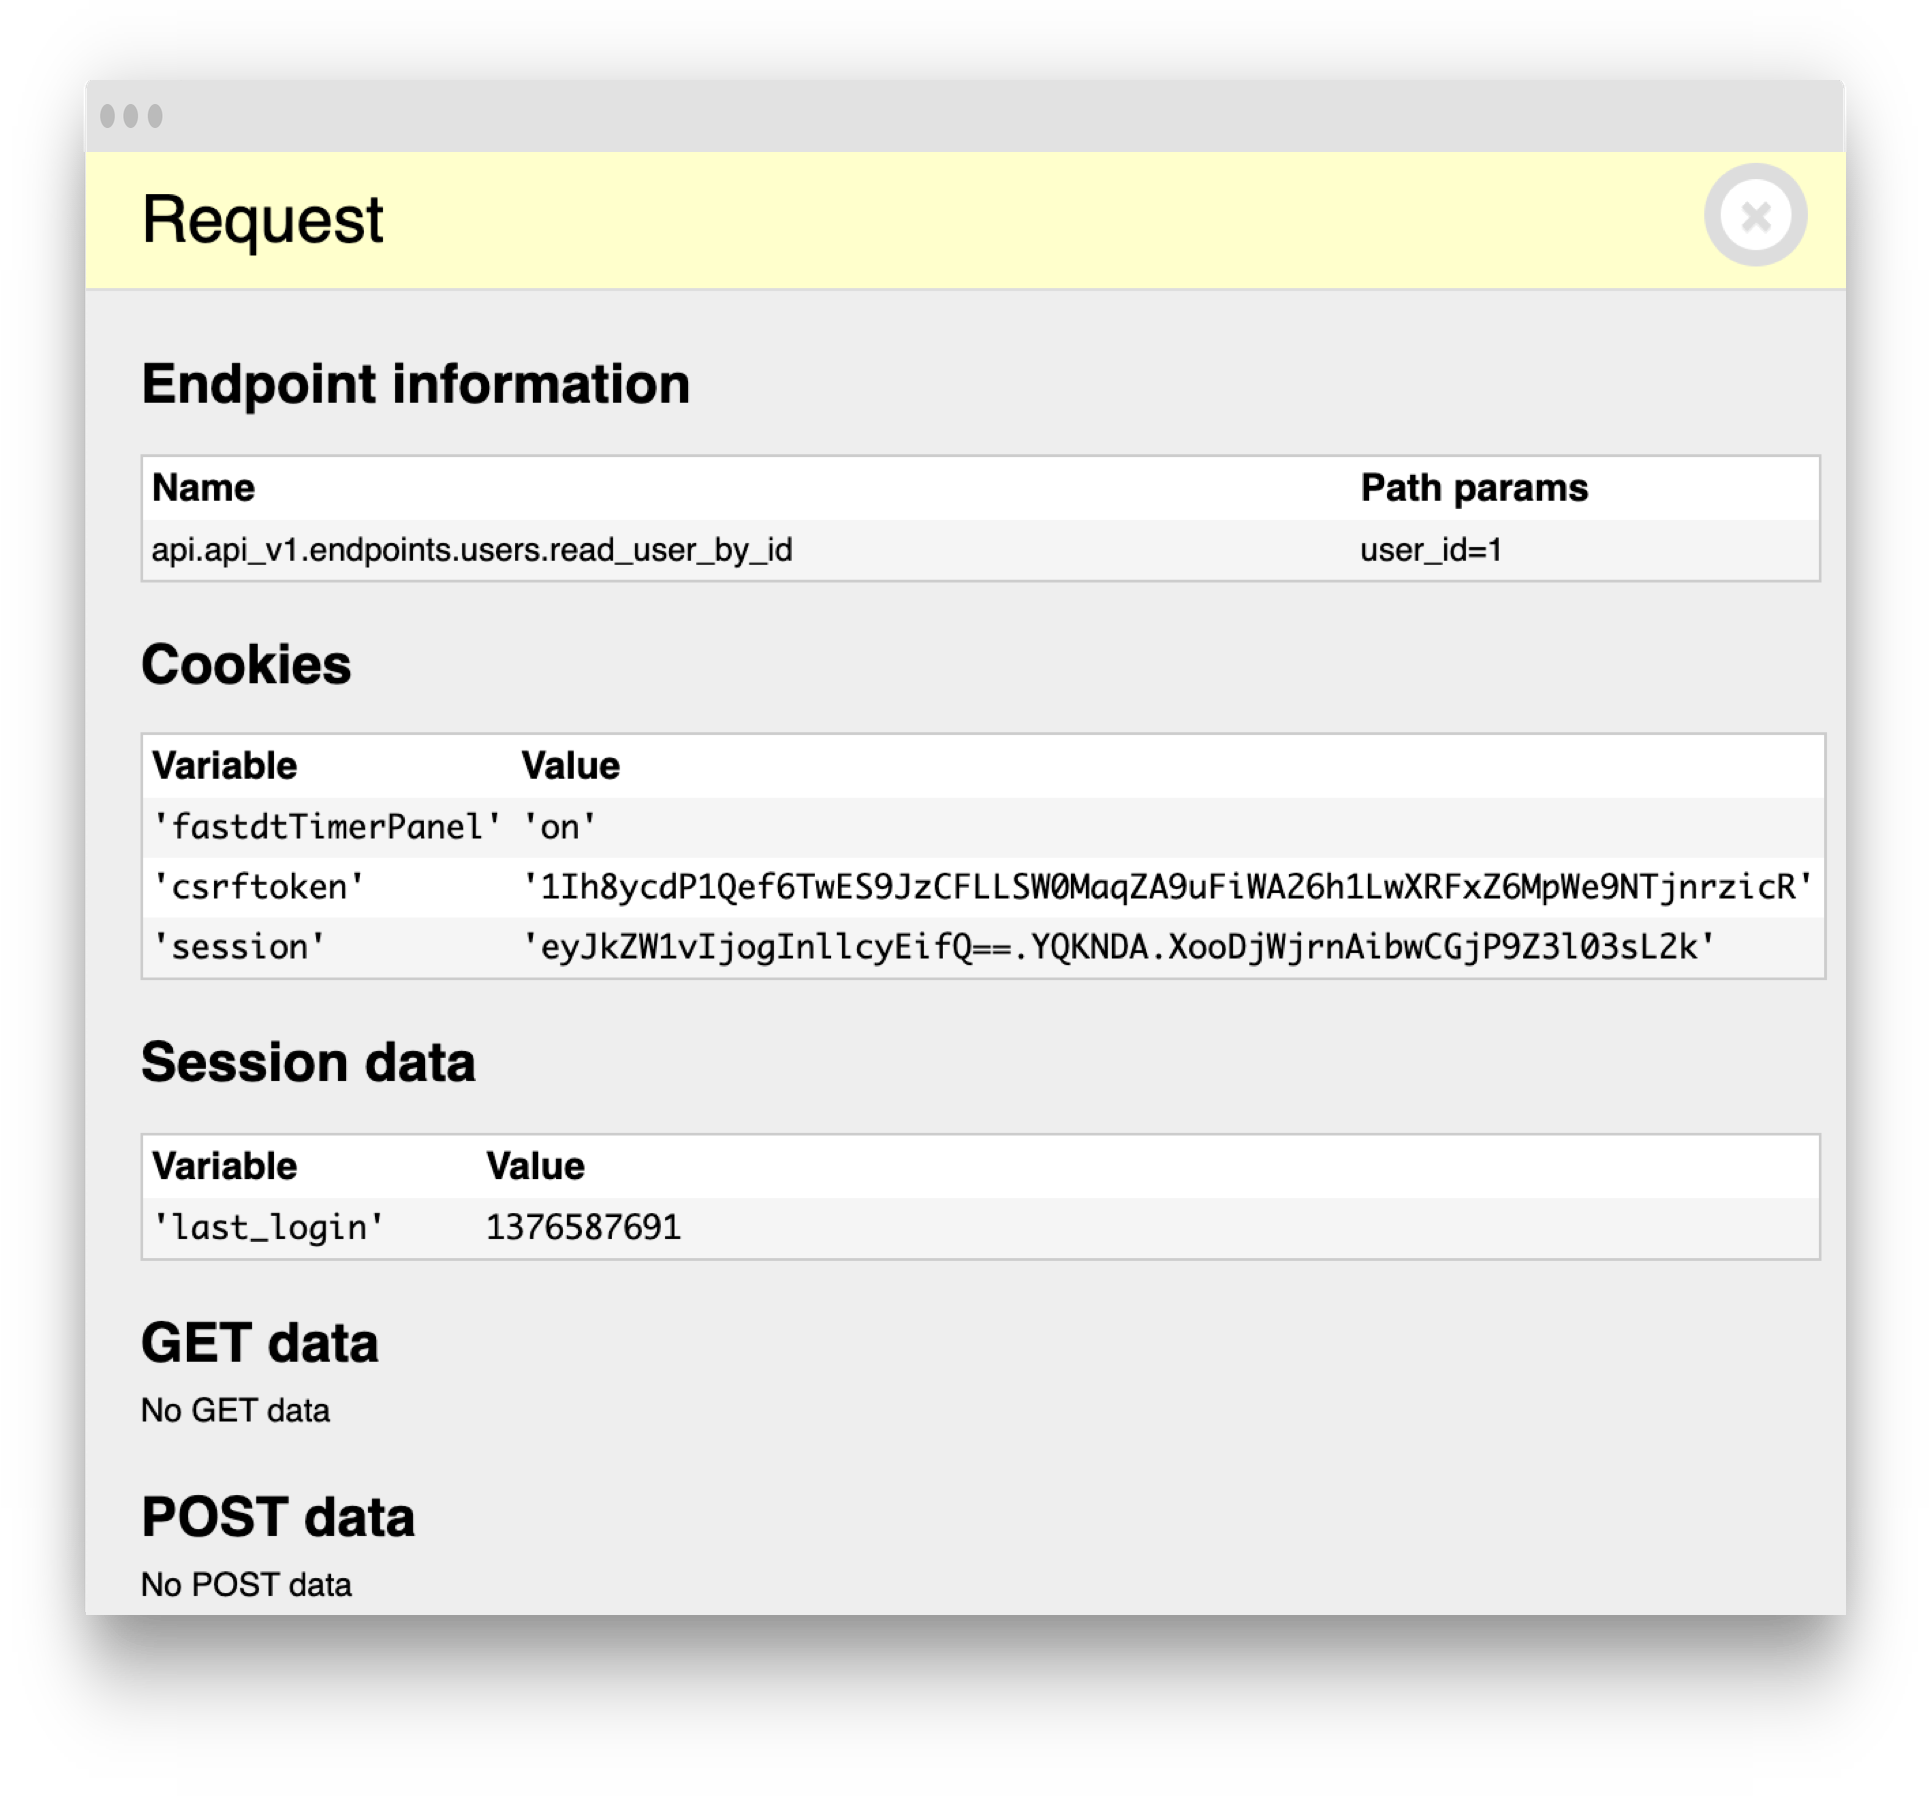 Request
Endpoint information
Name Path params
api.api_v1.endpoints.users.read_user_by_id user_id=1
Cookies
Variable Value
'fastdtTimerPanel' 'on'
'csrftoken' '1Ih8ycdP1Qef6TwES9JzCFLLSW0MaqZA9uFiWA26h1LwXRFxZ6MpWe9NTjnrzicR'
'session' 'eyJkZW1vIjogInllcyEifQ==.YQKNDA.XooDjWjrnAibwCGjP9Z3l03sL2k'
Session data
Variable Value
'last_login' 1376587691
GET data
No GET data
POST data
No POST data